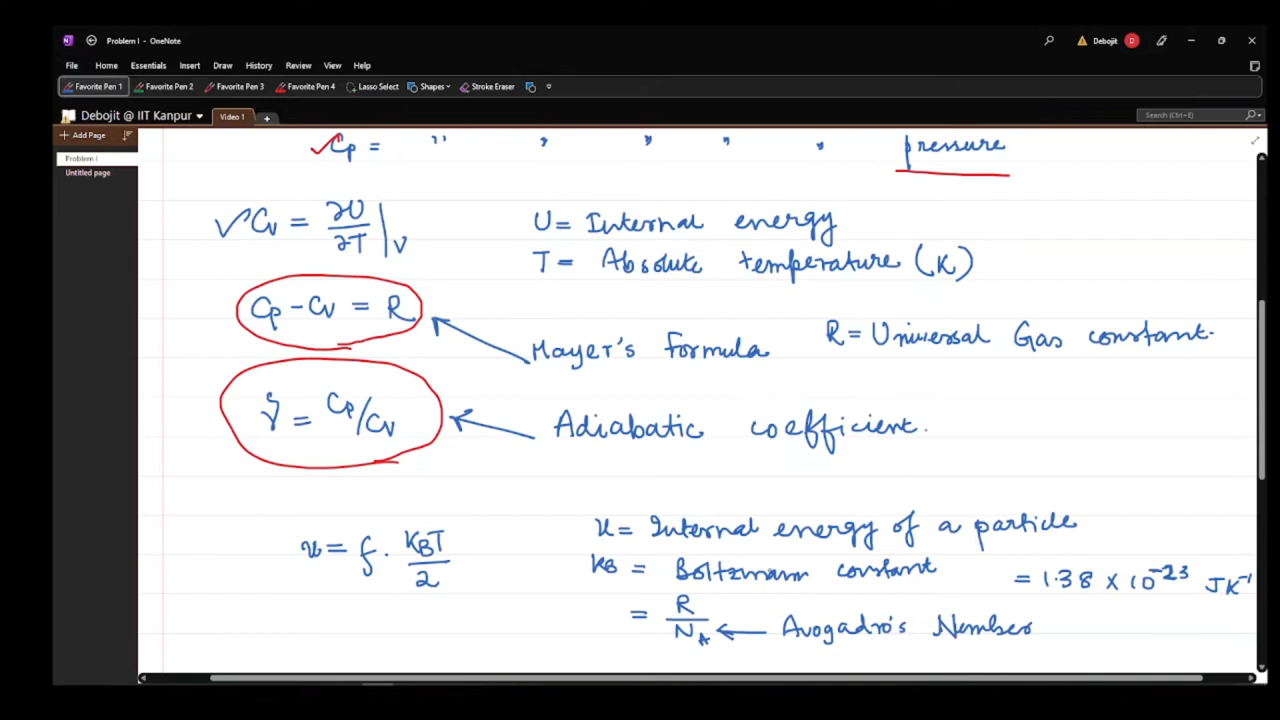 Problem I - OneNote
Debojit D
File Home Essentials Insert Draw History Review View Help
Favorite Pen 1 Favorite Pen 2 Favorite Pen 3 Favorite Pen 4 Lasso Select Shapes Stroke Eraser
Debojit @ IIT Kanpur Video 1 Search (Ctrl+E)
Add Page
Problem I
Untitled page
Cp = " " " " " pressure
Cv = ∂U/∂T |v U = Internal energy
T = Absolute temperature (K)
Cp - Cv = R
R = Universal Gas constant.
Mayer's formula
γ = Cp/Cv Adiabatic coefficient.
u = f · KBT/2 u = Internal energy of a particle
KB = Boltzmann constant = 1.38 × 10⁻²³ JK⁻¹
= R/NA Avogadro's Number